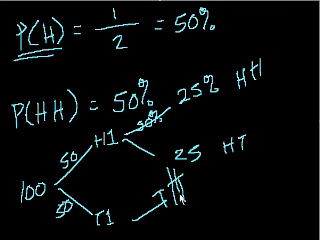 P(H) = 1/2 = 50%
P(HH) = 50%
25% HH
50 H1 50%
25 HT
100
50 T1